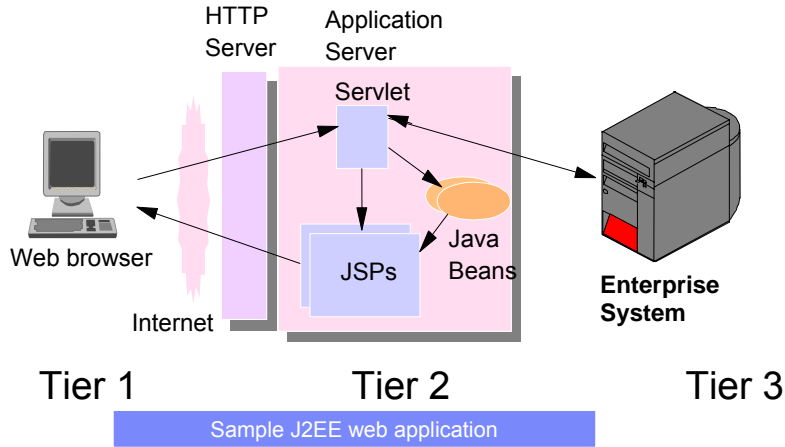 HTTP
Server
Application
Server
Servlet
Web browser
JSPs
Java
Beans
Internet
Enterprise
System
Tier 1
Tier 2
Tier 3
Sample J2EE web application